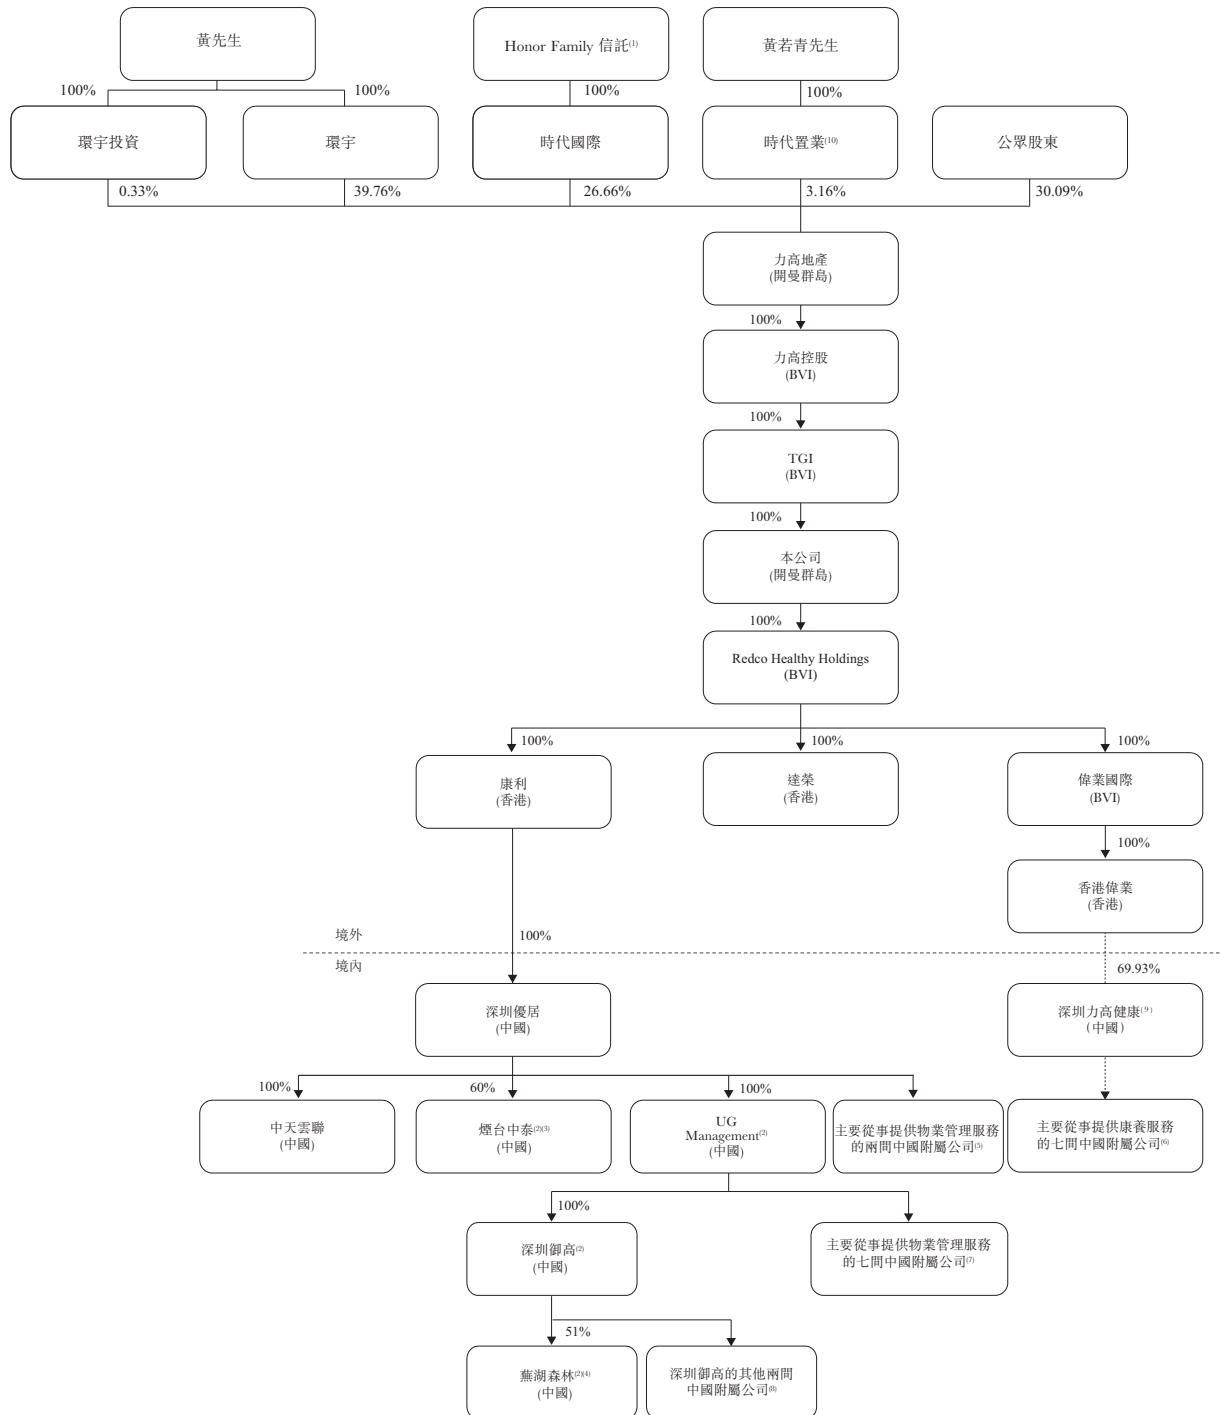 黃先生
Honor Family 信託(1)
黃若青先生
100%
100%
100%
100%
環宇投資
環宇
時代國際
時代置業(10)
公眾股東
0.33%
39.76%
26.66%
3.16%
30.09%
力高地產
(開曼群島)
100%
力高控股
(BVI)
100%
TGI
(BVI)
100%
本公司
(開曼群島)
100%
Redco Healthy Holdings
(BVI)
100%
100%
100%
康利
(香港)
達榮
(香港)
偉業國際
(BVI)
100%
香港偉業
(香港)
境外
100%
境內
69.93%
深圳優居
(中國)
深圳力高健康(9)
(中國)
100%
60%
100%
中天雲聯
(中國)
煙台中泰(2)(3)
(中國)
UG
Management(2)
(中國)
主要從事提供物業管理服務
的兩間中國附屬公司(5)
主要從事提供康養服務
的七間中國附屬公司(6)
100%
深圳御高(2)
(中國)
主要從事提供物業管理服務
的七間中國附屬公司(7)
51%
蕪湖森林(2)(4)
(中國)
深圳御高的其他兩間
中國附屬公司(8)